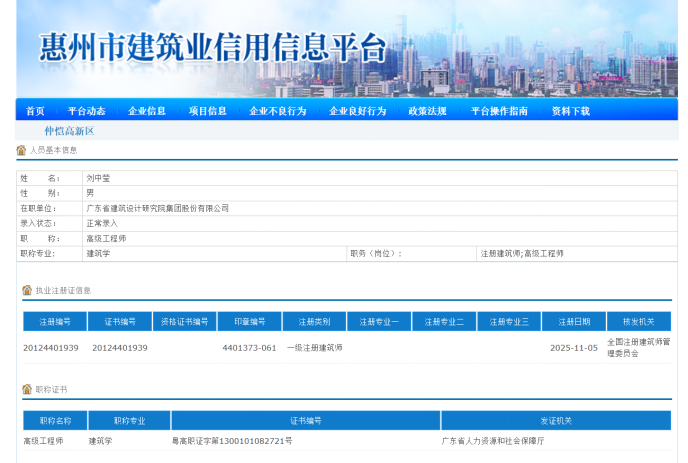 惠州市建筑业信用信息平台
首页 平台动态 企业信息 项目信息 企业不良行为 企业良好行为 政策法规 平台操作指南 资料下载
仲恺高新区
人员基本信息
姓 名： 刘中莹
性 别： 男
在职单位： 广东省建筑设计研究院集团股份有限公司
录入状态： 正常录入
职 称： 高级工程师
职称专业： 建筑学 职务（岗位）： 注册建筑师;高级工程师
执业注册证信息
注册编号 证书编号 资格证书编号 印章编号 注册类别 注册专业一 注册专业二 注册专业三 注册日期 核发机关
20124401939 20124401939 4401373-061 一级注册建筑师 2025-11-05 全国注册建筑师管
理委员会
职称证书
职称名称 职称专业 证书编号 发证机关
高级工程师 建筑学 粤高职证字第1300101082721号 广东省人力资源和社会保障厅